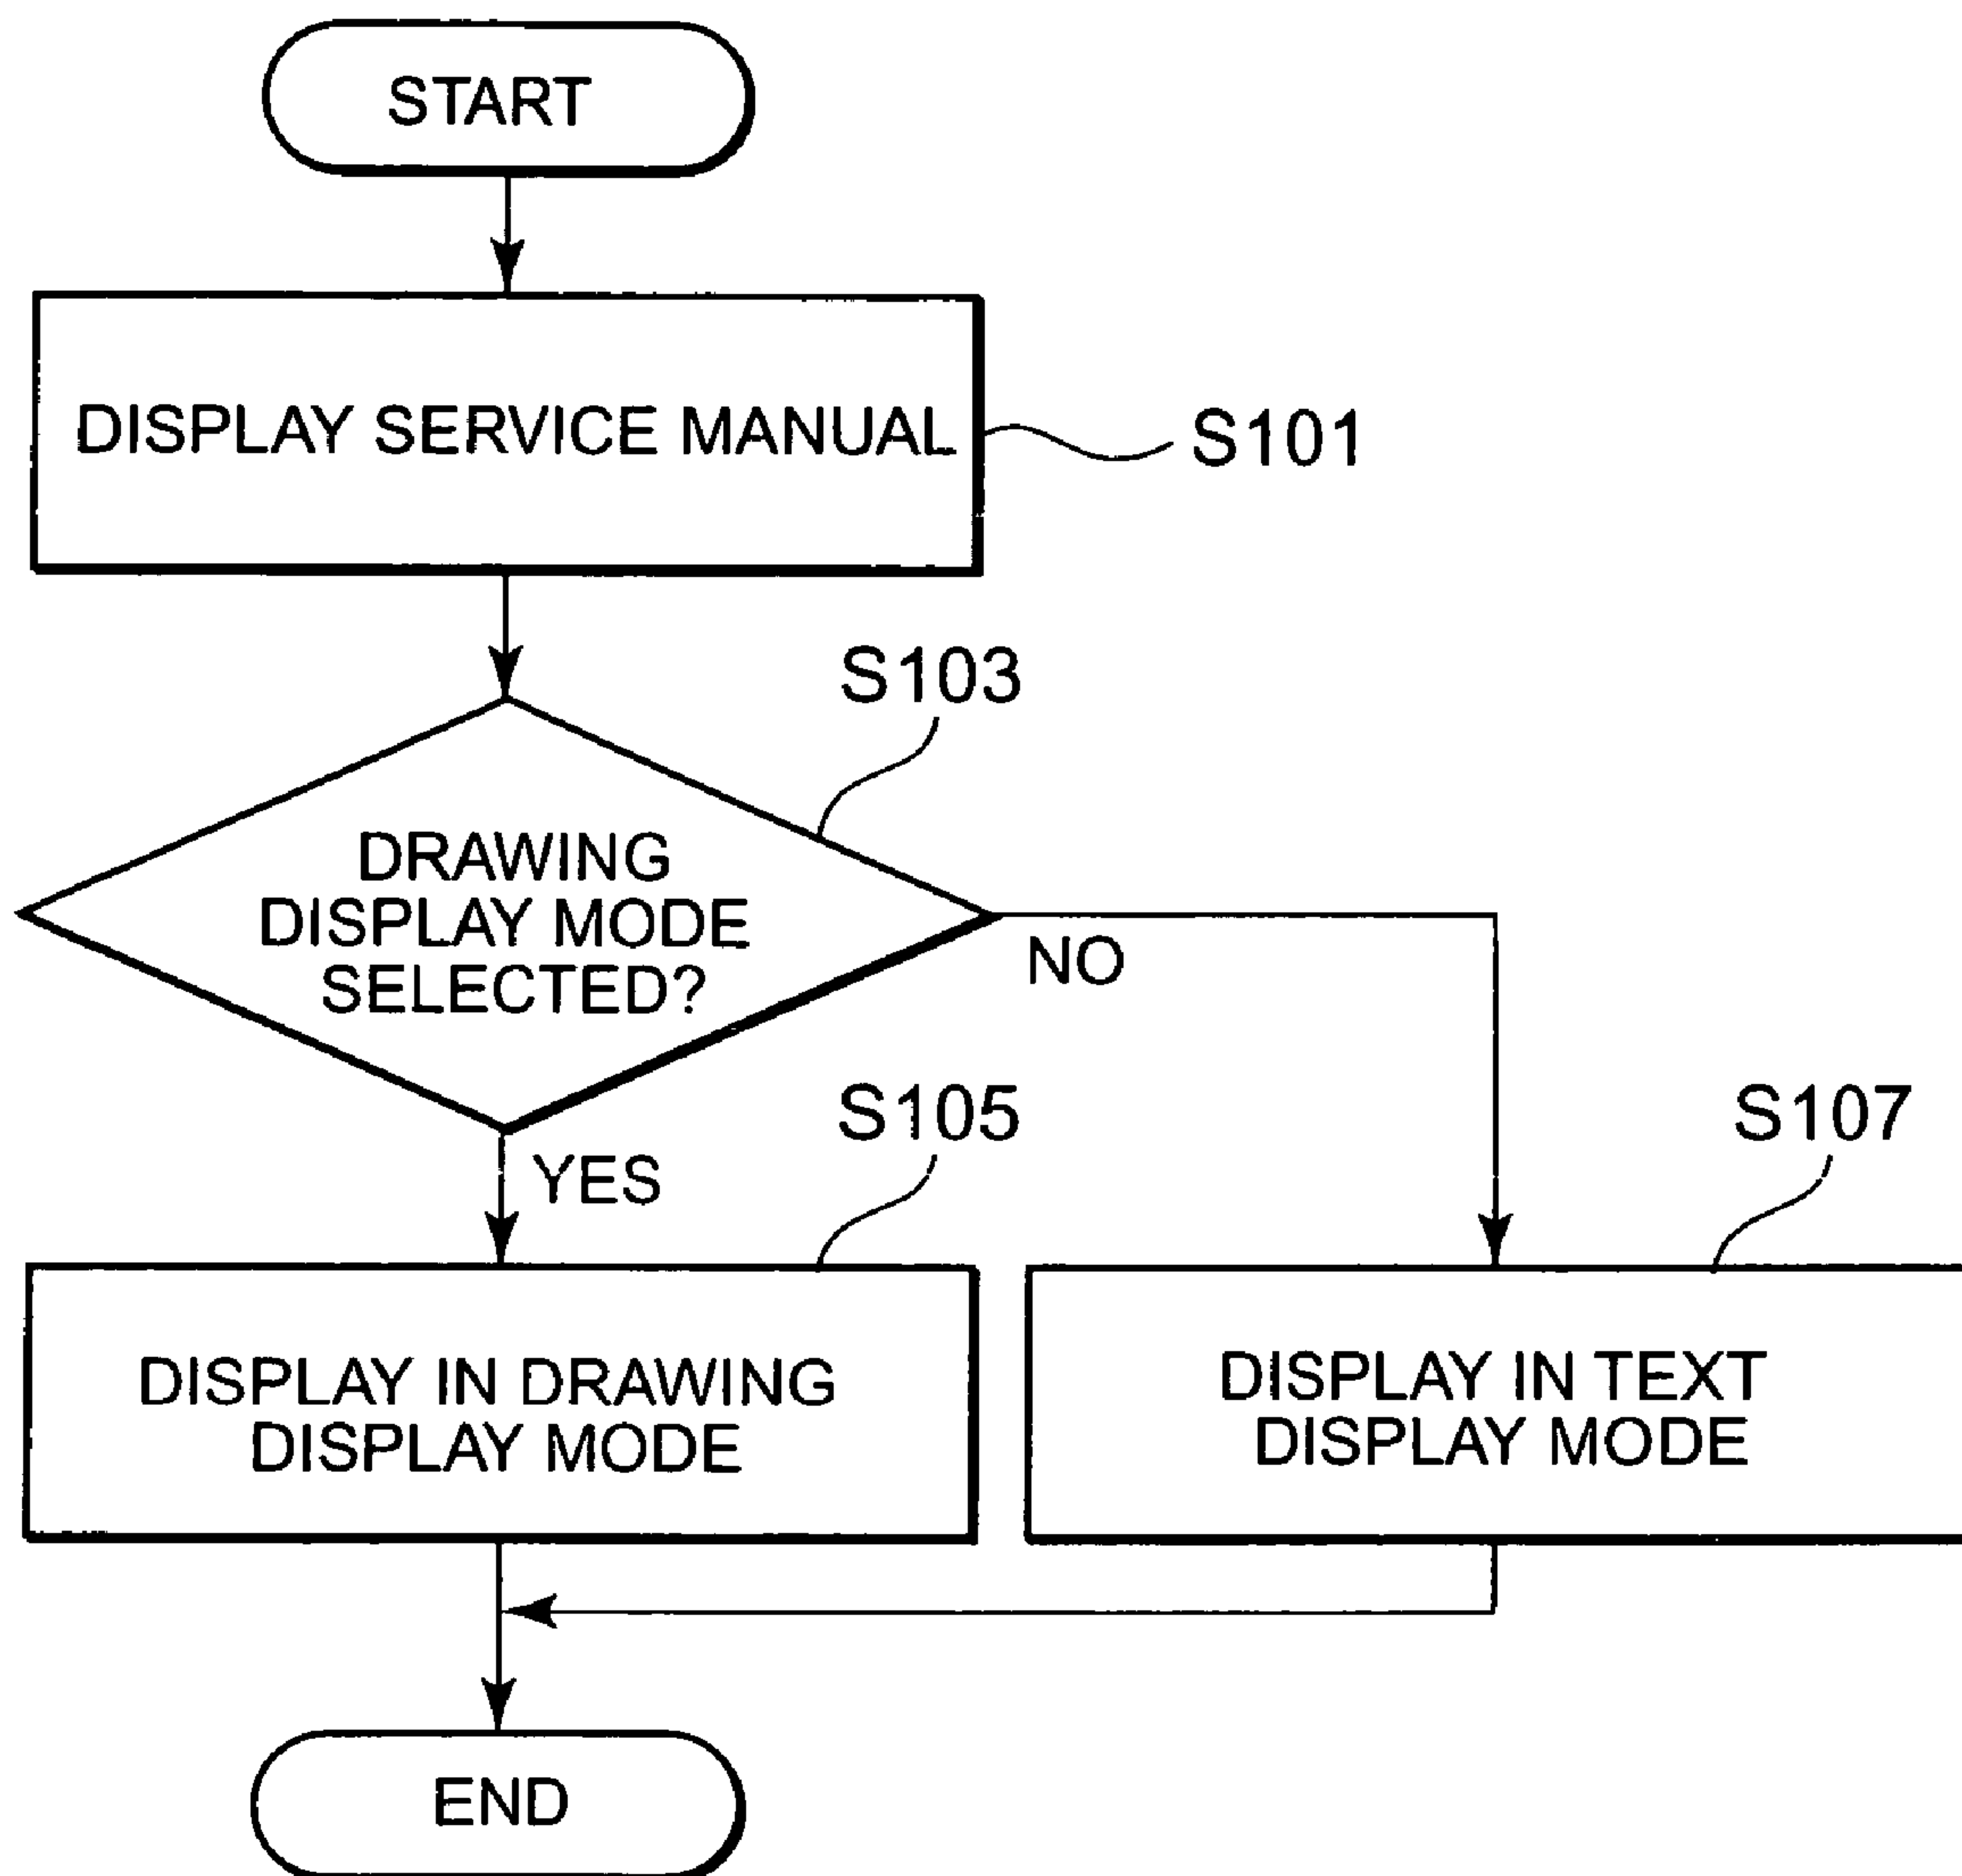 START
DISPLAY SERVICE MANUAL
S101
S103
DRAWING
DISPLAY MODE
SELECTED?
NO
YES
S105
S107
DISPLAY IN DRAWING
DISPLAY MODE
DISPLAY IN TEXT
DISPLAY MODE
END